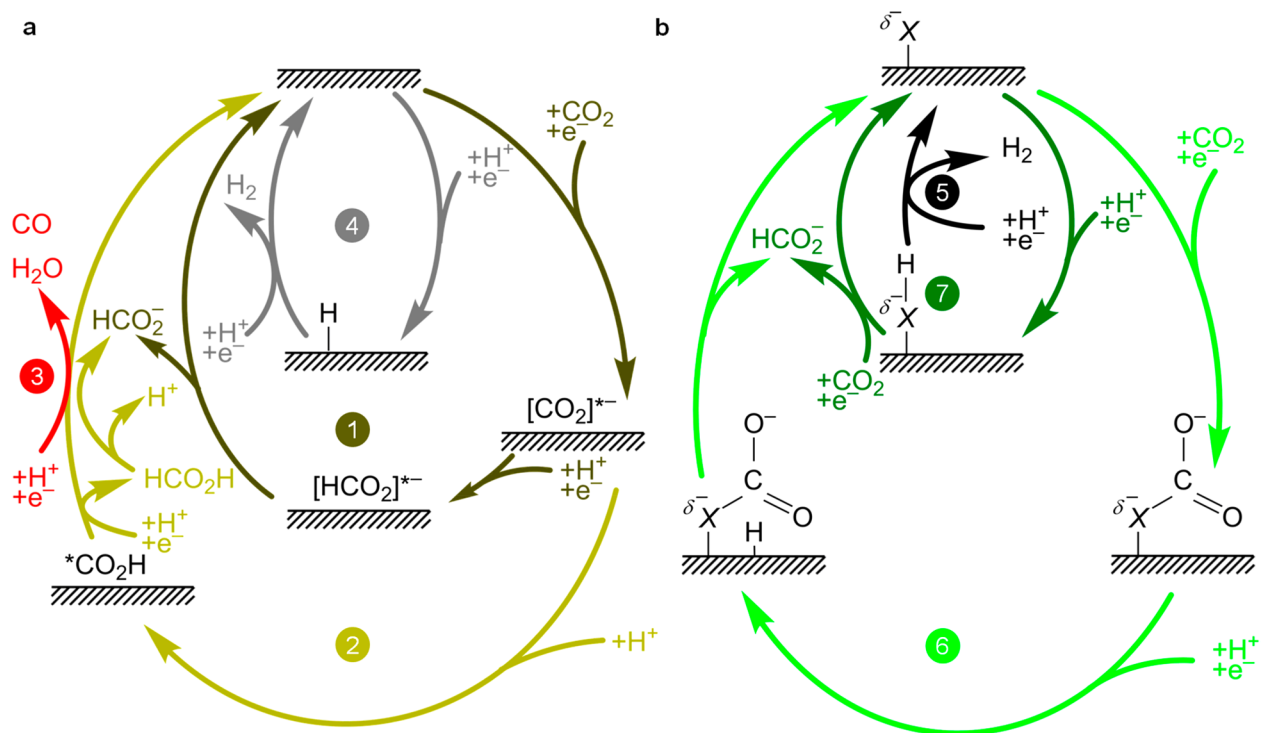 a
+CO₂
+e⁻
+H⁺
+e⁻
H₂
4
CO
H₂O
HCO₂⁻
+H⁺
+e⁻
H
3
H⁺
1
[CO₂]*⁻
+H⁺
+e⁻
HCO₂H
[HCO₂]*⁻
+H⁺
+e⁻
+H⁺
+e⁻
*CO₂H
2
+H⁺
b
δ⁻X
+CO₂
+e⁻
H₂
5
+H⁺
+e⁻
+H⁺
+e⁻
HCO₂⁻
H
7
δ⁻X
+CO₂
+e⁻
O⁻
C
O
δ⁻X
H
O⁻
C
O
δ⁻X
6
+H⁺
+e⁻